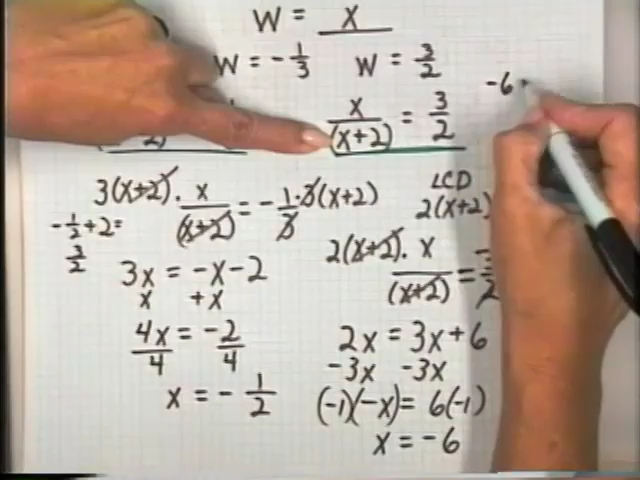 W = x
W = -1/3 W = 3/2
x/(x+2) = 3/2 -6
3(x+2) · x/(x+2) = -1/3 · 3(x+2) LCD
2(x+2)
-1/2 + 2 =
3/2
2(x+2) · x/(x+2) =
3x = -x - 2
x + x
4x/4 = -2/4 2x = 3x + 6
-3x -3x
x = -1/2 (-1)(-x) = 6(-1)
x = -6